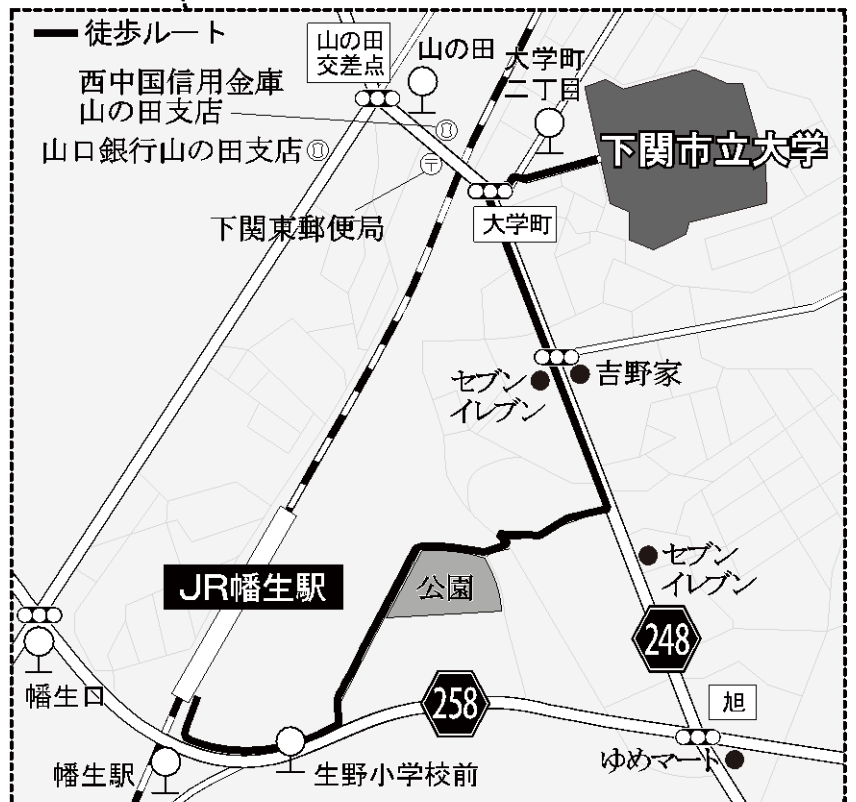 徒歩ルート
山の田
交差点
山の田
大学町
二丁目
西中国信用金庫
山の田支店
山口銀行山の田支店
〒
下関市立大学
下関東郵便局
大学町
セブン
イレブン
吉野家
JR幡生駅
公園
セブン
イレブン
248
幡生口
258
旭
幡生駅
生野小学校前
ゆめマート